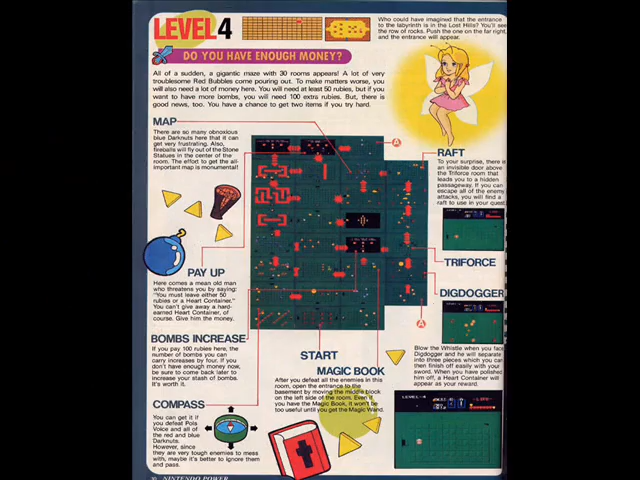 LEVEL 4
Who could have imagined that the entrance
to the labyrinth is in the Lost Hills? You'll see
the row of rocks. Push the one on the far right,
and the entrance will appear.
DO YOU HAVE ENOUGH MONEY?
All of a sudden, a gigantic maze with 30 rooms appears! A lot of very
troublesome Red Bubbles come pouring out. To make matters worse, you
will also need a lot of money here. You will need at least 50 rubies, but if you
want to have more bombs, you will need 100 extra rubies. But, there is
good news, too. You have a chance to get two items if you try hard.
MAP
There are so many obnoxious
blue Darknuts here that it can
get very frustrating. Also,
fireballs will fly out of the Stone
Statues in the center of the
room. The effort to get the all-
important map is monumental!
A
RAFT
To your surprise, there is
an invisible door above
the Triforce room that
leads you to a hidden
passageway. If you can
escape all of the enemy
attacks, you will find a
raft to use in your quest
TRIFORCE
PAY UP
Here comes a mean old man
who threatens you by saying:
"You must leave either 50
rubies or a Heart Container."
You can't give away a hard-
earned Heart Container, of
course. Give him the money.
DIGDOGGER
A
Blow the Whistle when you face
Digdogger and he will separate
into three pieces which you can
then finish off easily with your
sword. When you have polished
him off, a Heart Container will
appear as your reward.
BOMBS INCREASE
If you pay 100 rubies here, the
number of bombs you can
carry increases by four. If you
don't have enough money now,
be sure to come back later to
increase your stash of bombs.
It's worth it.
START
MAGIC BOOK
After you defeat all the enemies in this
room, open the entrance to the
basement by moving the middle block
on the left side of the room. Even if
you have the Magic Book, it won't be
too useful until you get the Magic Wand.
COMPASS
You can get it if
you defeat Pols
Voice and all of
the red and blue
Darknuts.
However, since
they are very tough enemies to mess
with, maybe it's better to ignore them
and pass.
LEVEL-4
-LIFE-
NINTENDO POWER